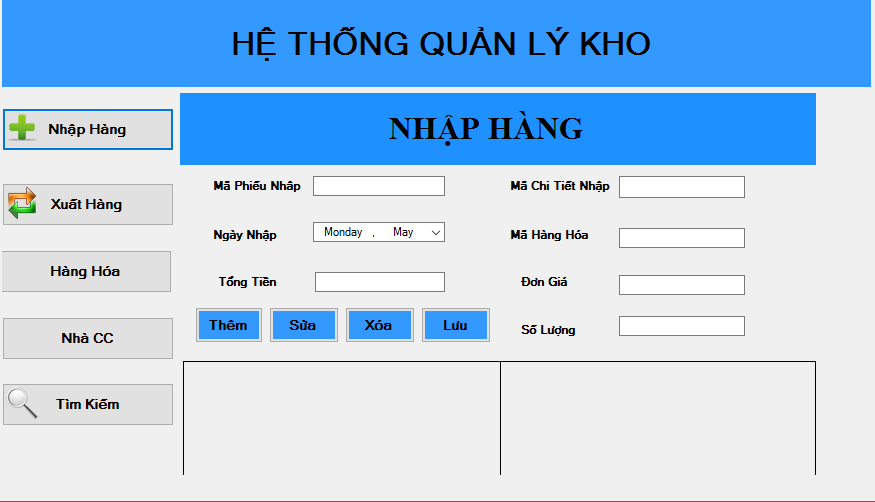 HỆ THỐNG QUẢN LÝ KHO
Nhập Hàng
Xuất Hàng
Hàng Hóa
Nhà CC
Tìm Kiếm
NHẬP HÀNG
Mã Phiếu Nhâp
Mã Chi Tiết Nhập
Ngày Nhập
Monday , May
Mã Hàng Hóa
Tổng Tiền
Đơn Giá
Thêm
Sửa
Xóa
Lưu
Số Lượng